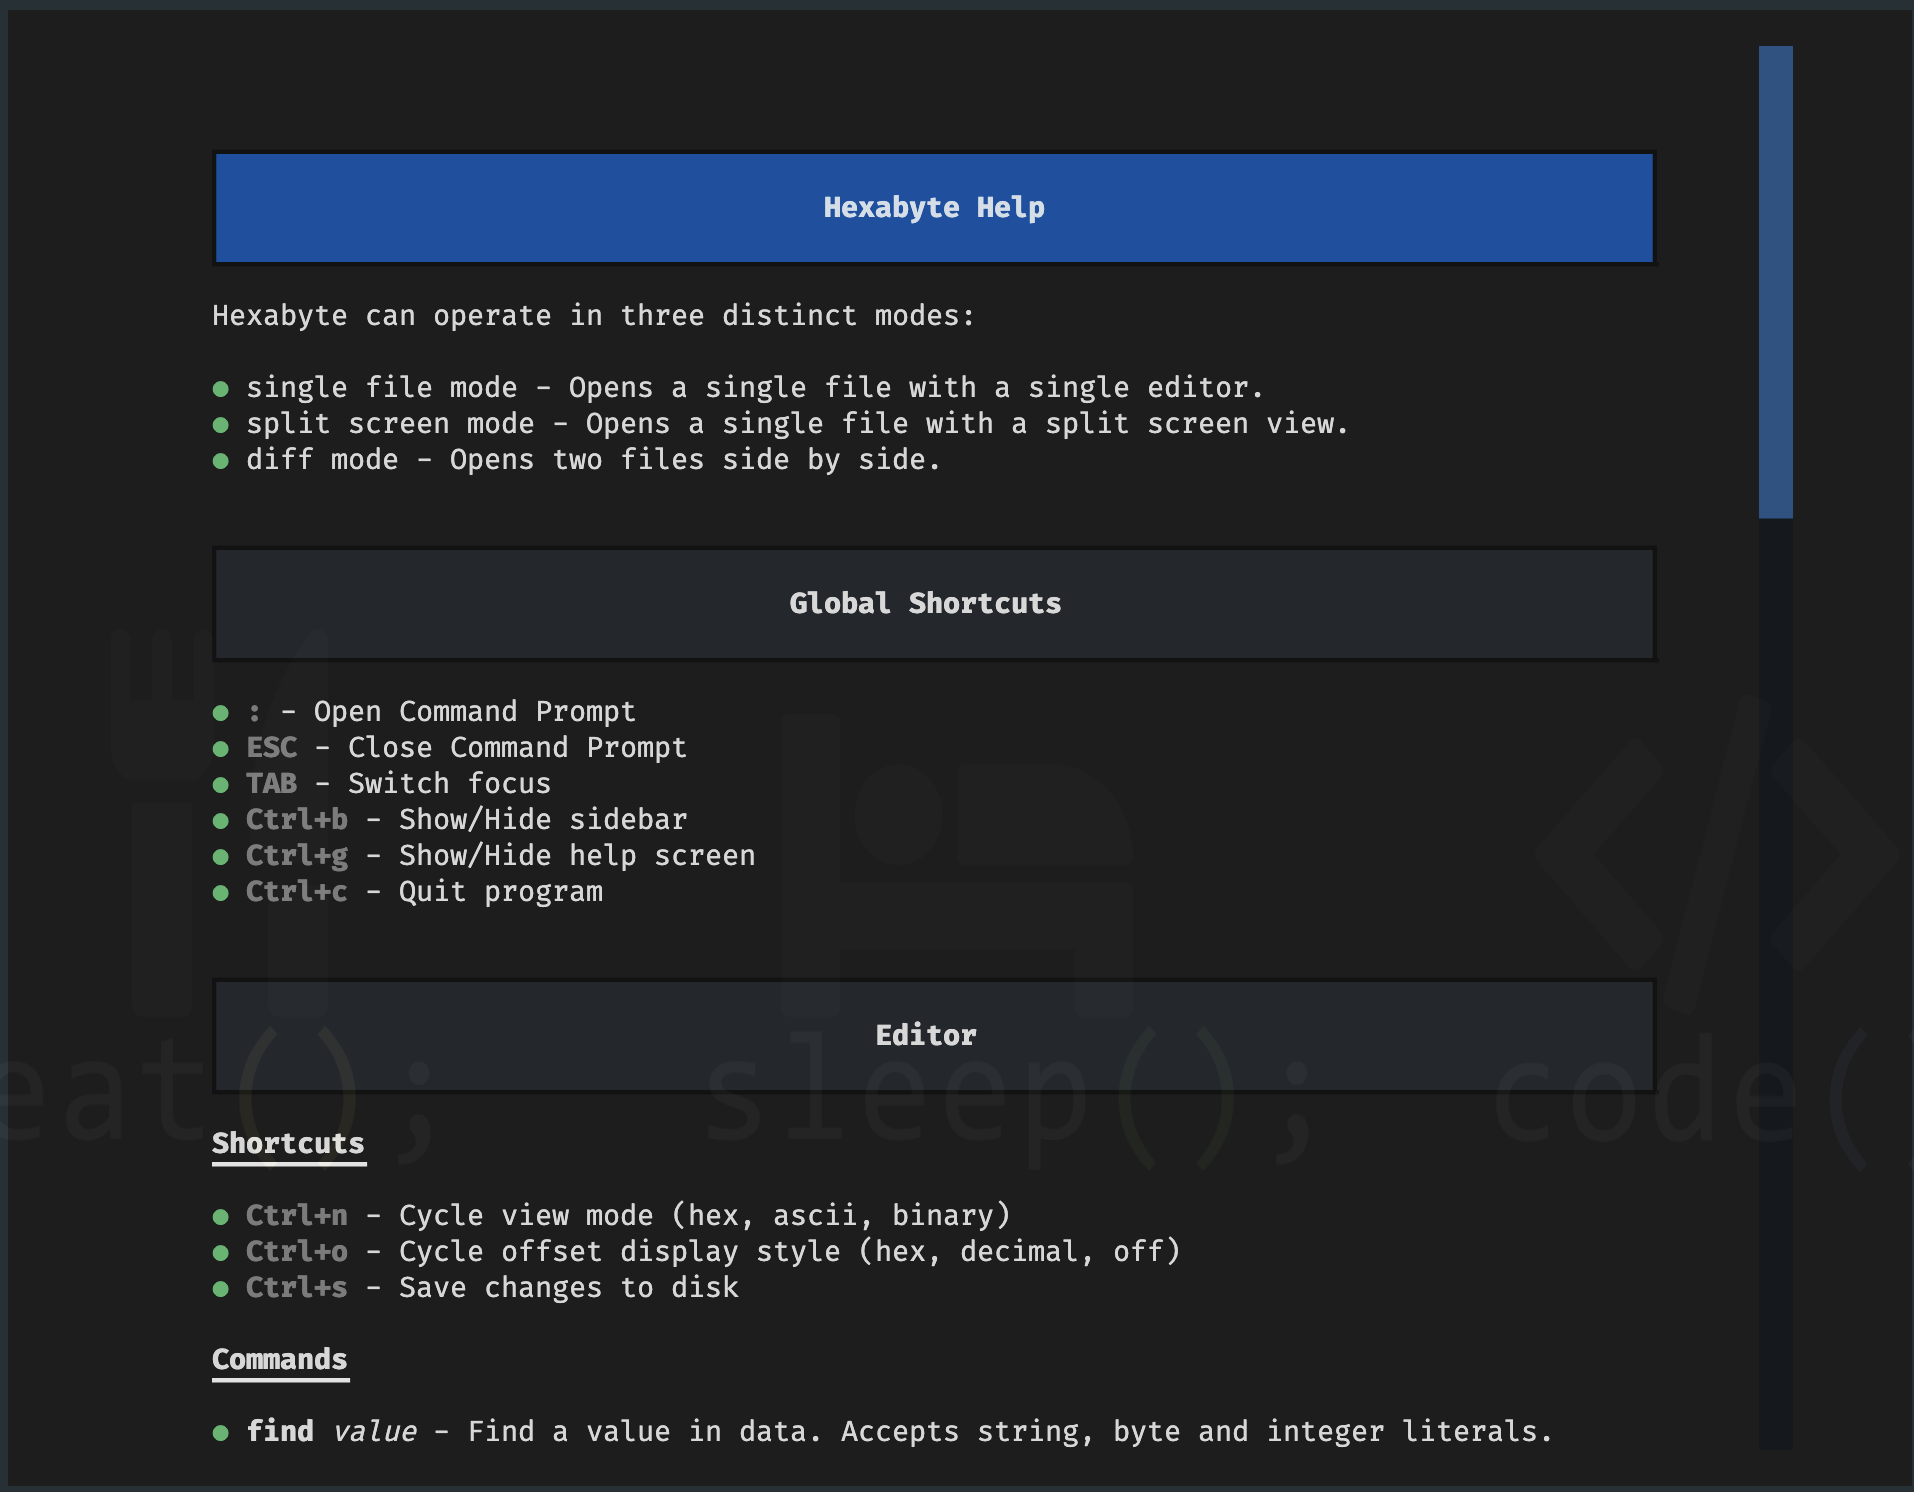 Hexabyte Help
Hexabyte can operate in three distinct modes:
● single file mode - Opens a single file with a single editor.
● split screen mode - Opens a single file with a split screen view.
● diff mode - Opens two files side by side.
Global Shortcuts
● : - Open Command Prompt
● ESC - Close Command Prompt
● TAB - Switch focus
● Ctrl+b - Show/Hide sidebar
● Ctrl+g - Show/Hide help screen
● Ctrl+c - Quit program
Editor
eat(); sleep(); code(
Shortcuts
● Ctrl+n - Cycle view mode (hex, ascii, binary)
● Ctrl+o - Cycle offset display style (hex, decimal, off)
● Ctrl+s - Save changes to disk
Commands
● find value - Find a value in data. Accepts string, byte and integer literals.